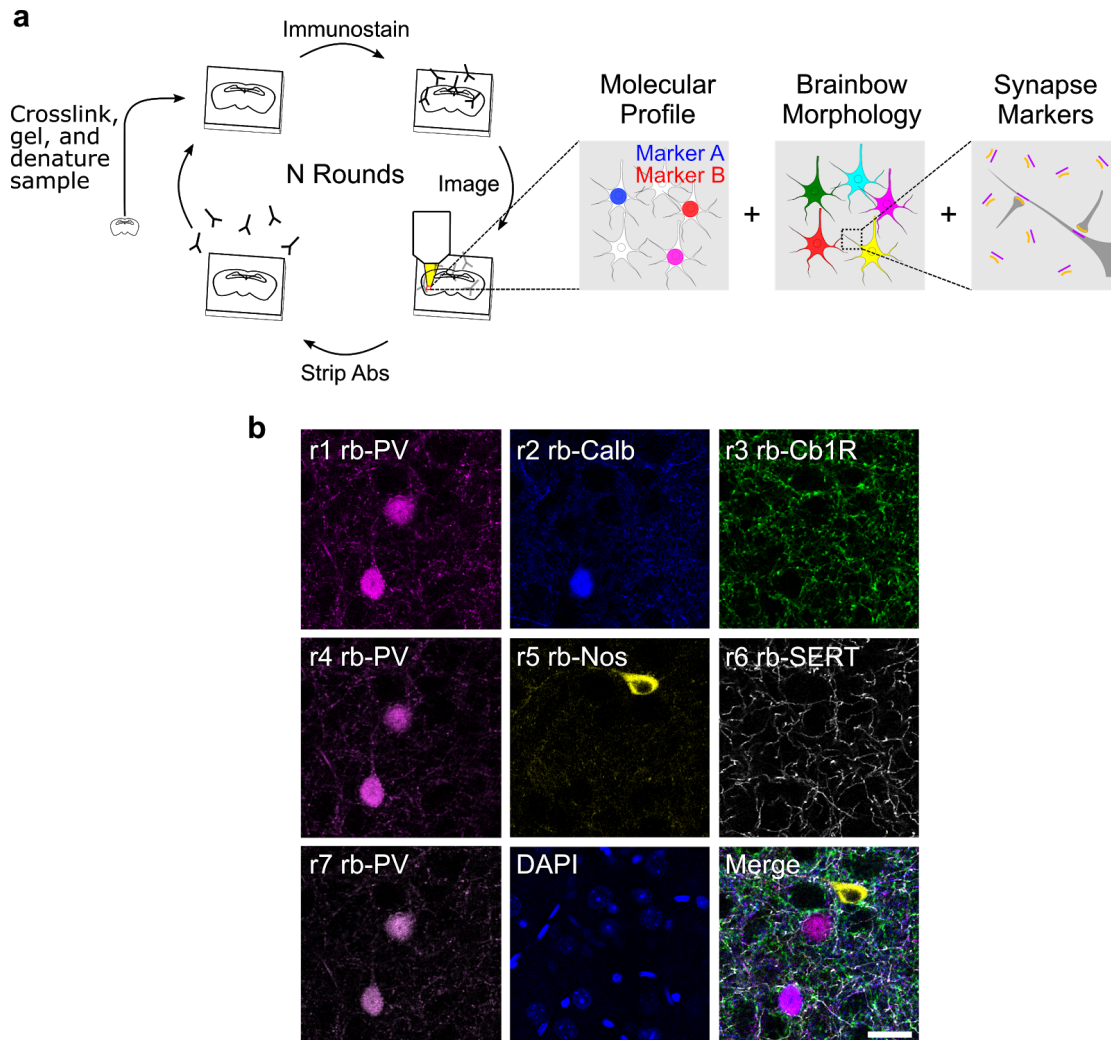 a
Immunostain
Crosslink,
gel, and
denature
sample
N Rounds
Image
Strip Abs
Molecular
Profile
Marker A
Marker B
+
Brainbow
Morphology
+
Synapse
Markers
b
r1 rb-PV
r2 rb-Calb
r3 rb-Cb1R
r4 rb-PV
r5 rb-Nos
r6 rb-SERT
r7 rb-PV
DAPI
Merge